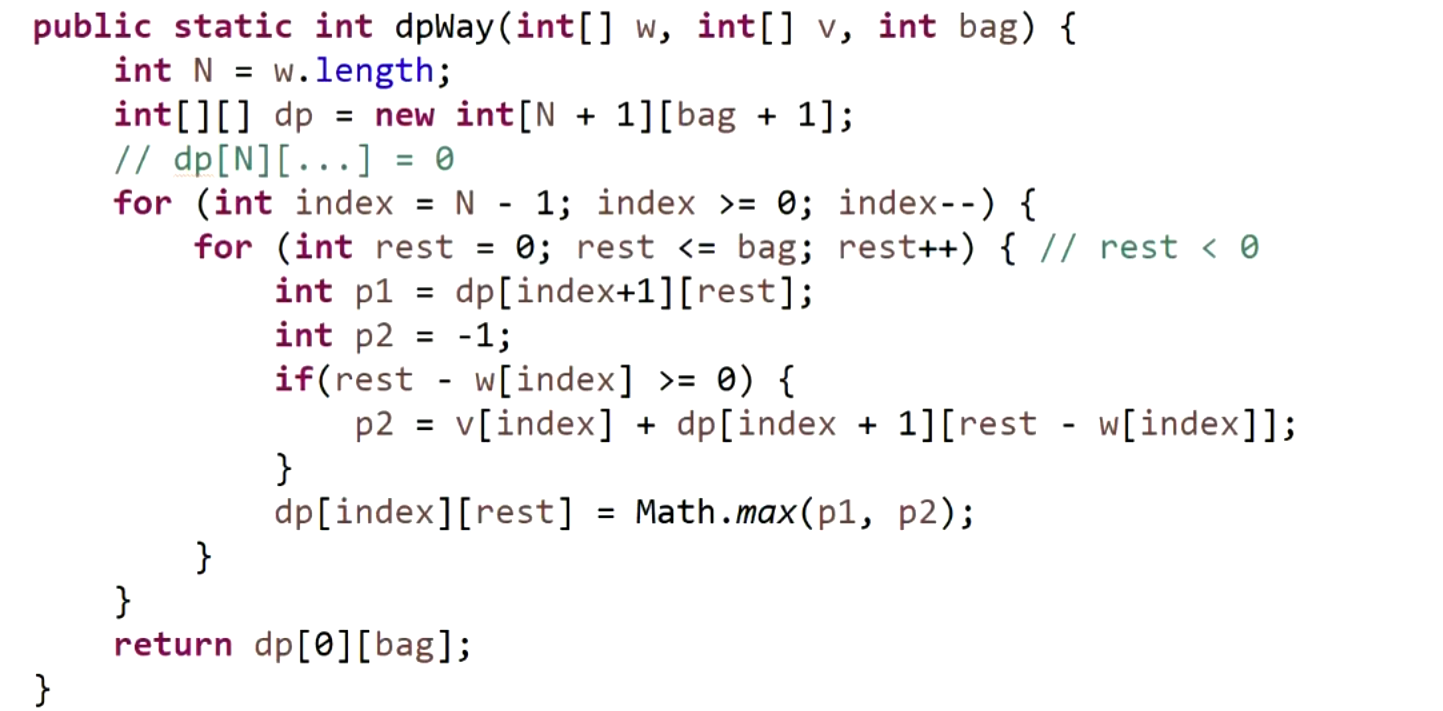 public static int dpWay(int[] w, int[] v, int bag) {
    int N = w.length;
    int[][] dp = new int[N + 1][bag + 1];
    // dp[N][...] = 0
    for (int index = N - 1; index >= 0; index--) {
        for (int rest = 0; rest <= bag; rest++) { // rest < 0
            int p1 = dp[index+1][rest];
            int p2 = -1;
            if(rest - w[index] >= 0) {
                p2 = v[index] + dp[index + 1][rest - w[index]];
            }
            dp[index][rest] = Math.max(p1, p2);
        }
    }
    return dp[0][bag];
}